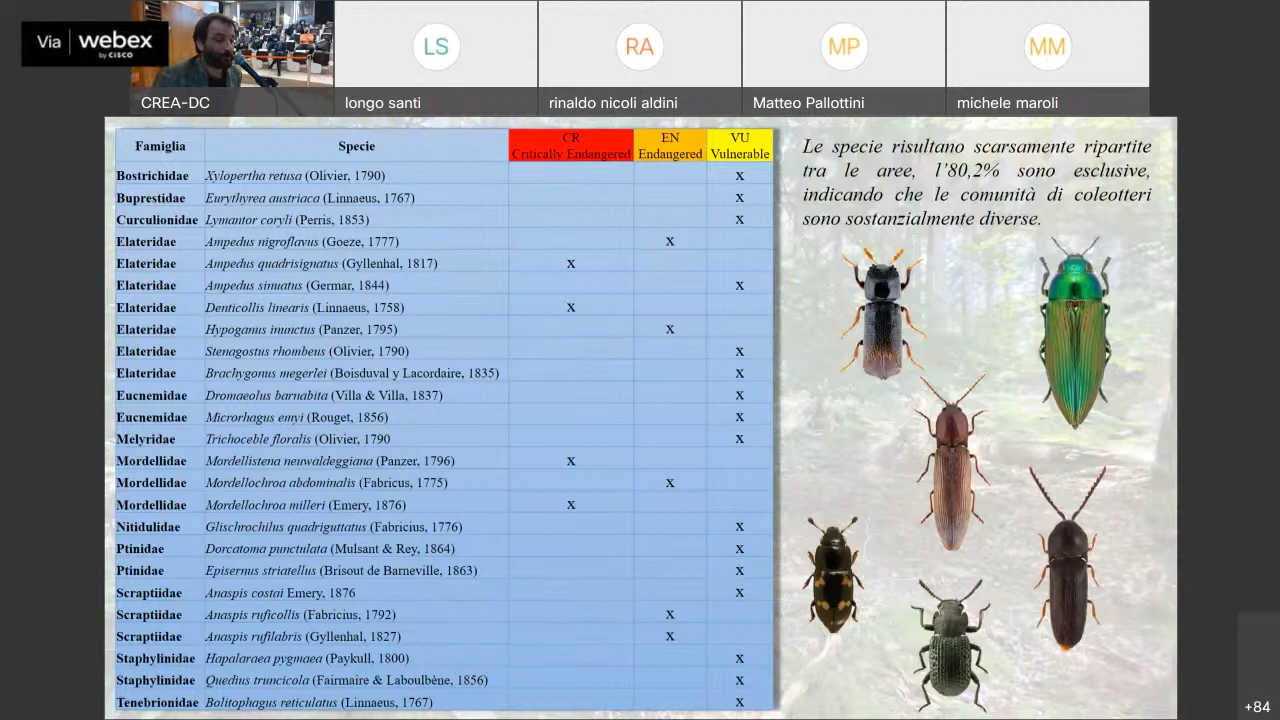 Via webex
by CISCO
LS
RA
MP
MM
CREA-DC
longo santi
rinaldo nicoli aldini
Matteo Pallottini
michele maroli
Famiglia Specie CR Critically Endangered EN Endangered VU Vulnerable
Bostrichidae Xylopertha retusa (Olivier, 1790) x
Buprestidae Eurythyrea austriaca (Linnaeus, 1767) x
Curculionidae Lymantor coryli (Perris, 1853) x
Elateridae Ampedus nigroflavus (Goeze, 1777) x
Elateridae Ampedus quadrisignatus (Gyllenhal, 1817) x
Elateridae Ampedus sinuatus (Germar, 1844) x
Elateridae Denticollis linearis (Linnaeus, 1758) x
Elateridae Hypoganus inunctus (Panzer, 1795) x
Elateridae Stenagostus rhombeus (Olivier, 1790) x
Elateridae Brachygonus megerlei (Boisduval y Lacordaire, 1835) x
Eucnemidae Dromaeolus barnabita (Villa & Villa, 1837) x
Eucnemidae Microrhagus emyi (Rouget, 1856) x
Melyridae Trichoceble floralis (Olivier, 1790 x
Mordellidae Mordellistena neuwaldeggiana (Panzer, 1796) x
Mordellidae Mordellochroa abdominalis (Fabricus, 1775) x
Mordellidae Mordellochroa milleri (Emery, 1876) x
Nitidulidae Glischrochilus quadriguttatus (Fabricius, 1776) x
Ptinidae Dorcatoma punctulata (Mulsant & Rey, 1864) x
Ptinidae Episernus striatellus (Brisout de Barneville, 1863) x
Scraptiidae Anaspis costai Emery, 1876 x
Scraptiidae Anaspis ruficollis (Fabricius, 1792) x
Scraptiidae Anaspis rufilabris (Gyllenhal, 1827) x
Staphylinidae Hapalaraea pygmaea (Paykull, 1800) x
Staphylinidae Quedius truncicola (Fairmaire & Laboulbène, 1856) x
Tenebrionidae Bolitophagus reticulatus (Linnaeus, 1767) x
Le specie risultano scarsamente ripartite
tra le aree, l'80,2% sono esclusive,
indicando che le comunità di coleotteri
sono sostanzialmente diverse.
+84